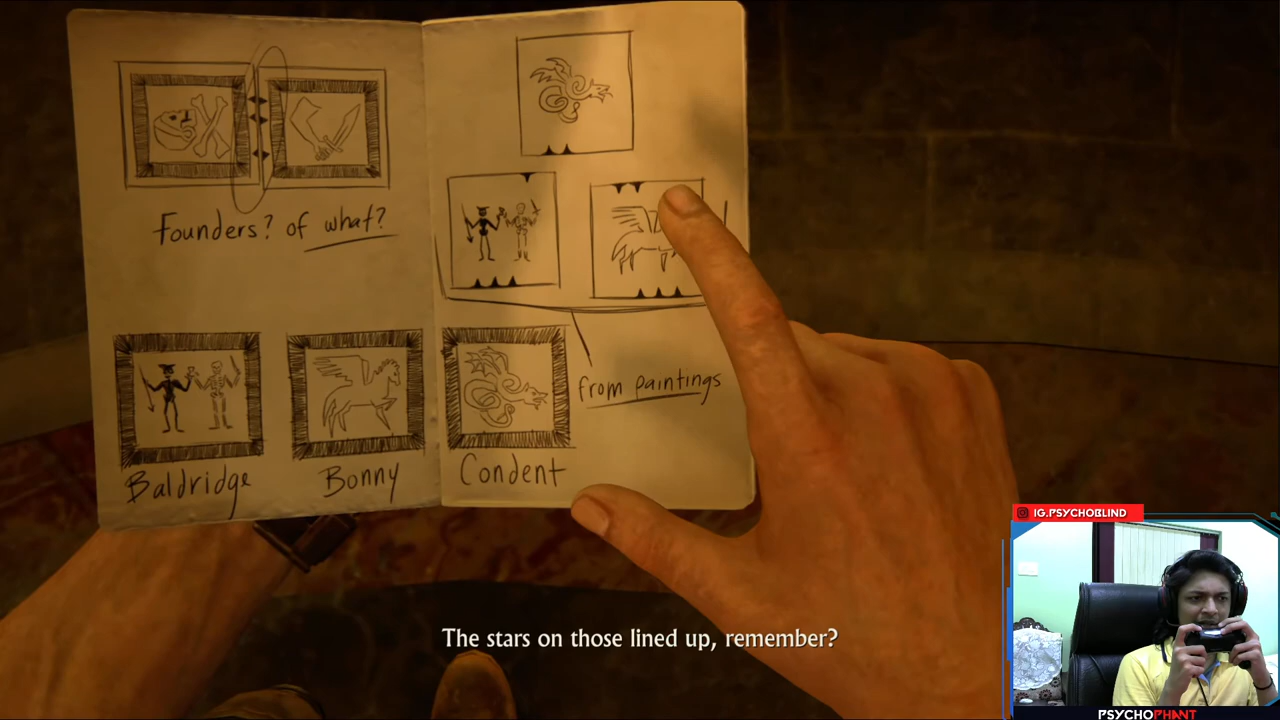 Founders? of what?
from paintings
Baldridge
Bonny
Condent
The stars on those lined up, remember?
IG.PSYCHOBLIND
PSYCHOPHANT